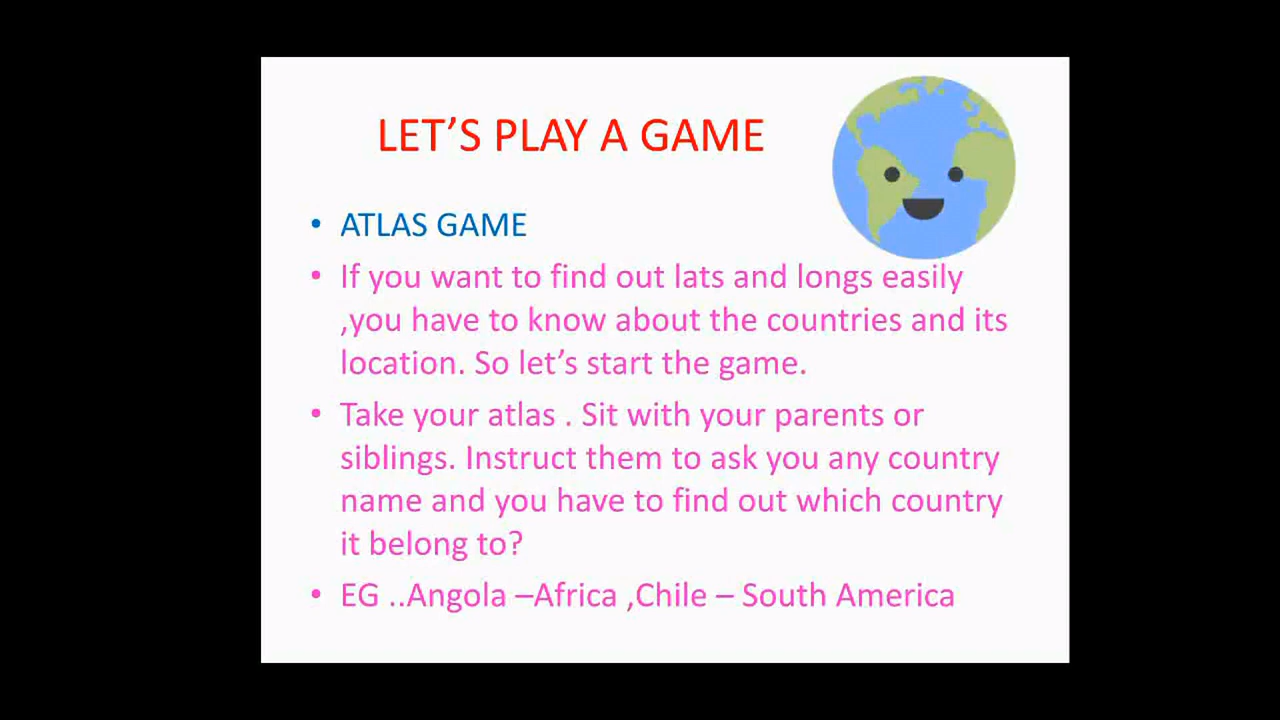 LET’S PLAY A GAME
• ATLAS GAME
• If you want to find out lats and longs easily
,you have to know about the countries and its
location. So let’s start the game.
• Take your atlas . Sit with your parents or
siblings. Instruct them to ask you any country
name and you have to find out which country
it belong to?
• EG ..Angola –Africa ,Chile – South America